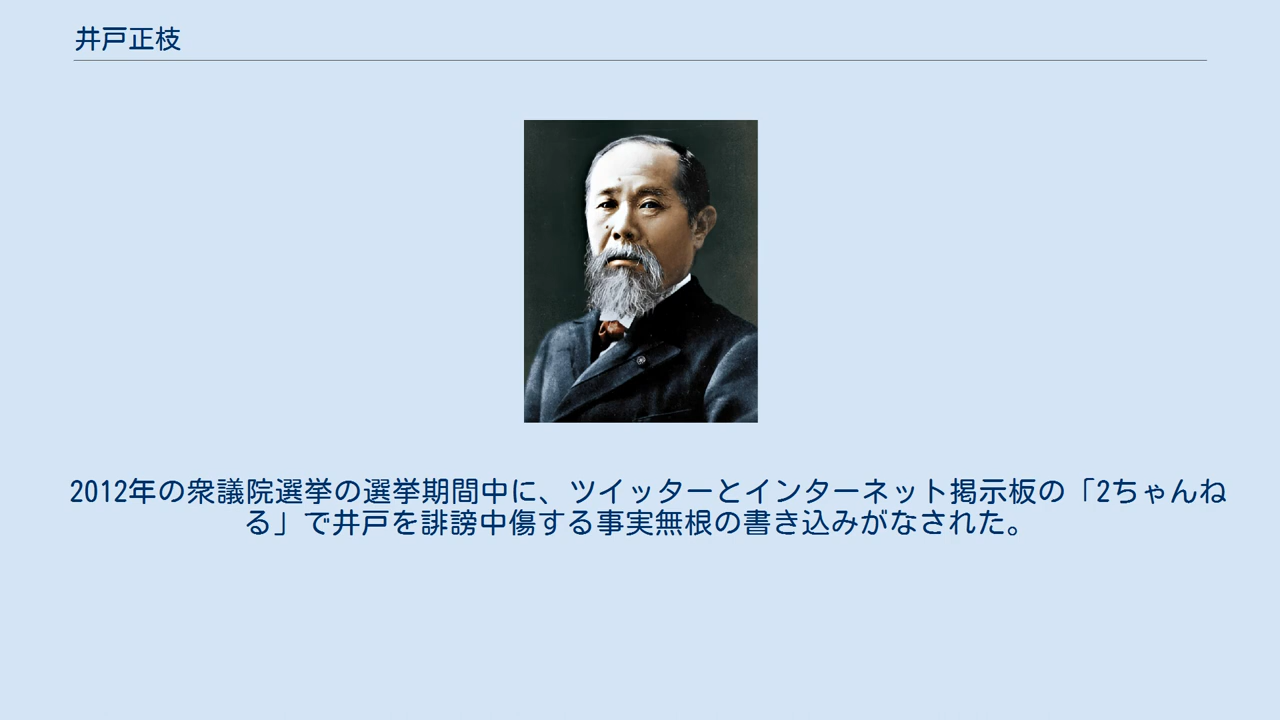 井戸正枝
2012年の衆議院選挙の選挙期間中に、ツイッターとインターネット掲示板の「2ちゃんね
る」で井戸を誹謗中傷する事実無根の書き込みがなされた。